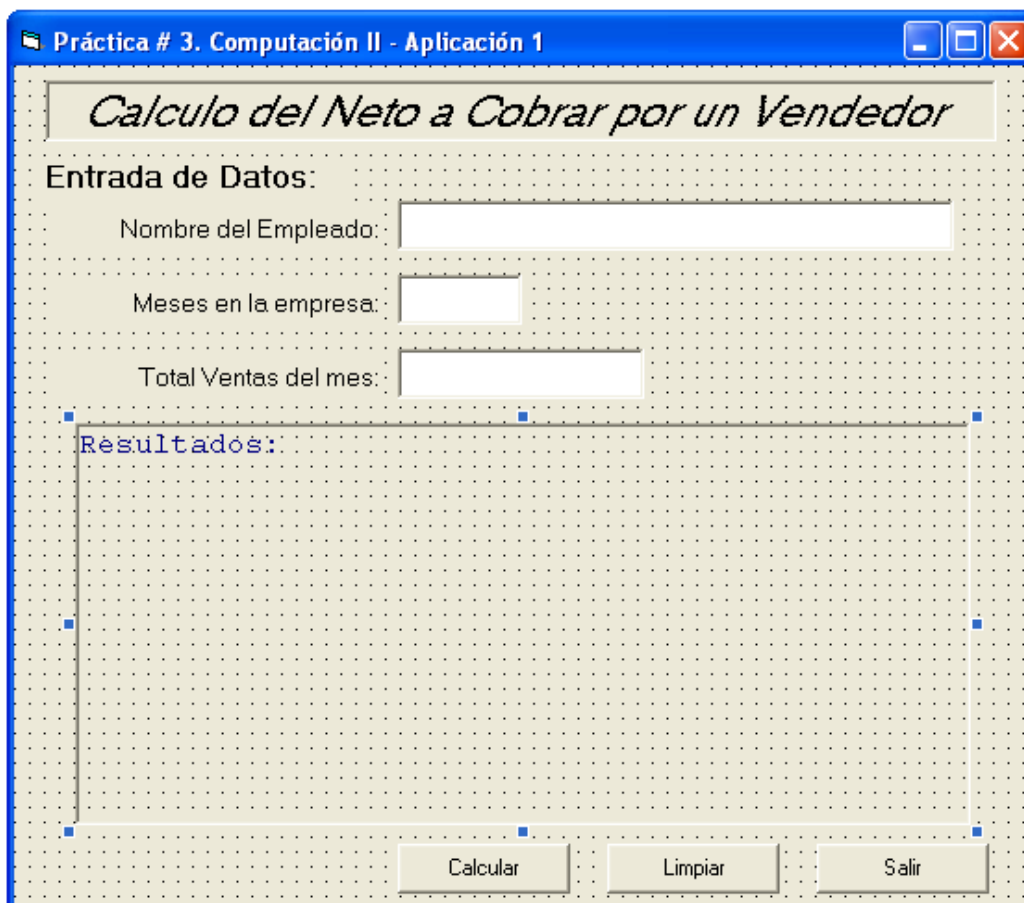 Práctica # 3. Computación II - Aplicación 1
Calculo del Neto a Cobrar por un Vendedor
Entrada de Datos:
Nombre del Empleado:
Meses en la empresa:
Total Ventas del mes:
Resultados:
Calcular
Limpiar
Salir